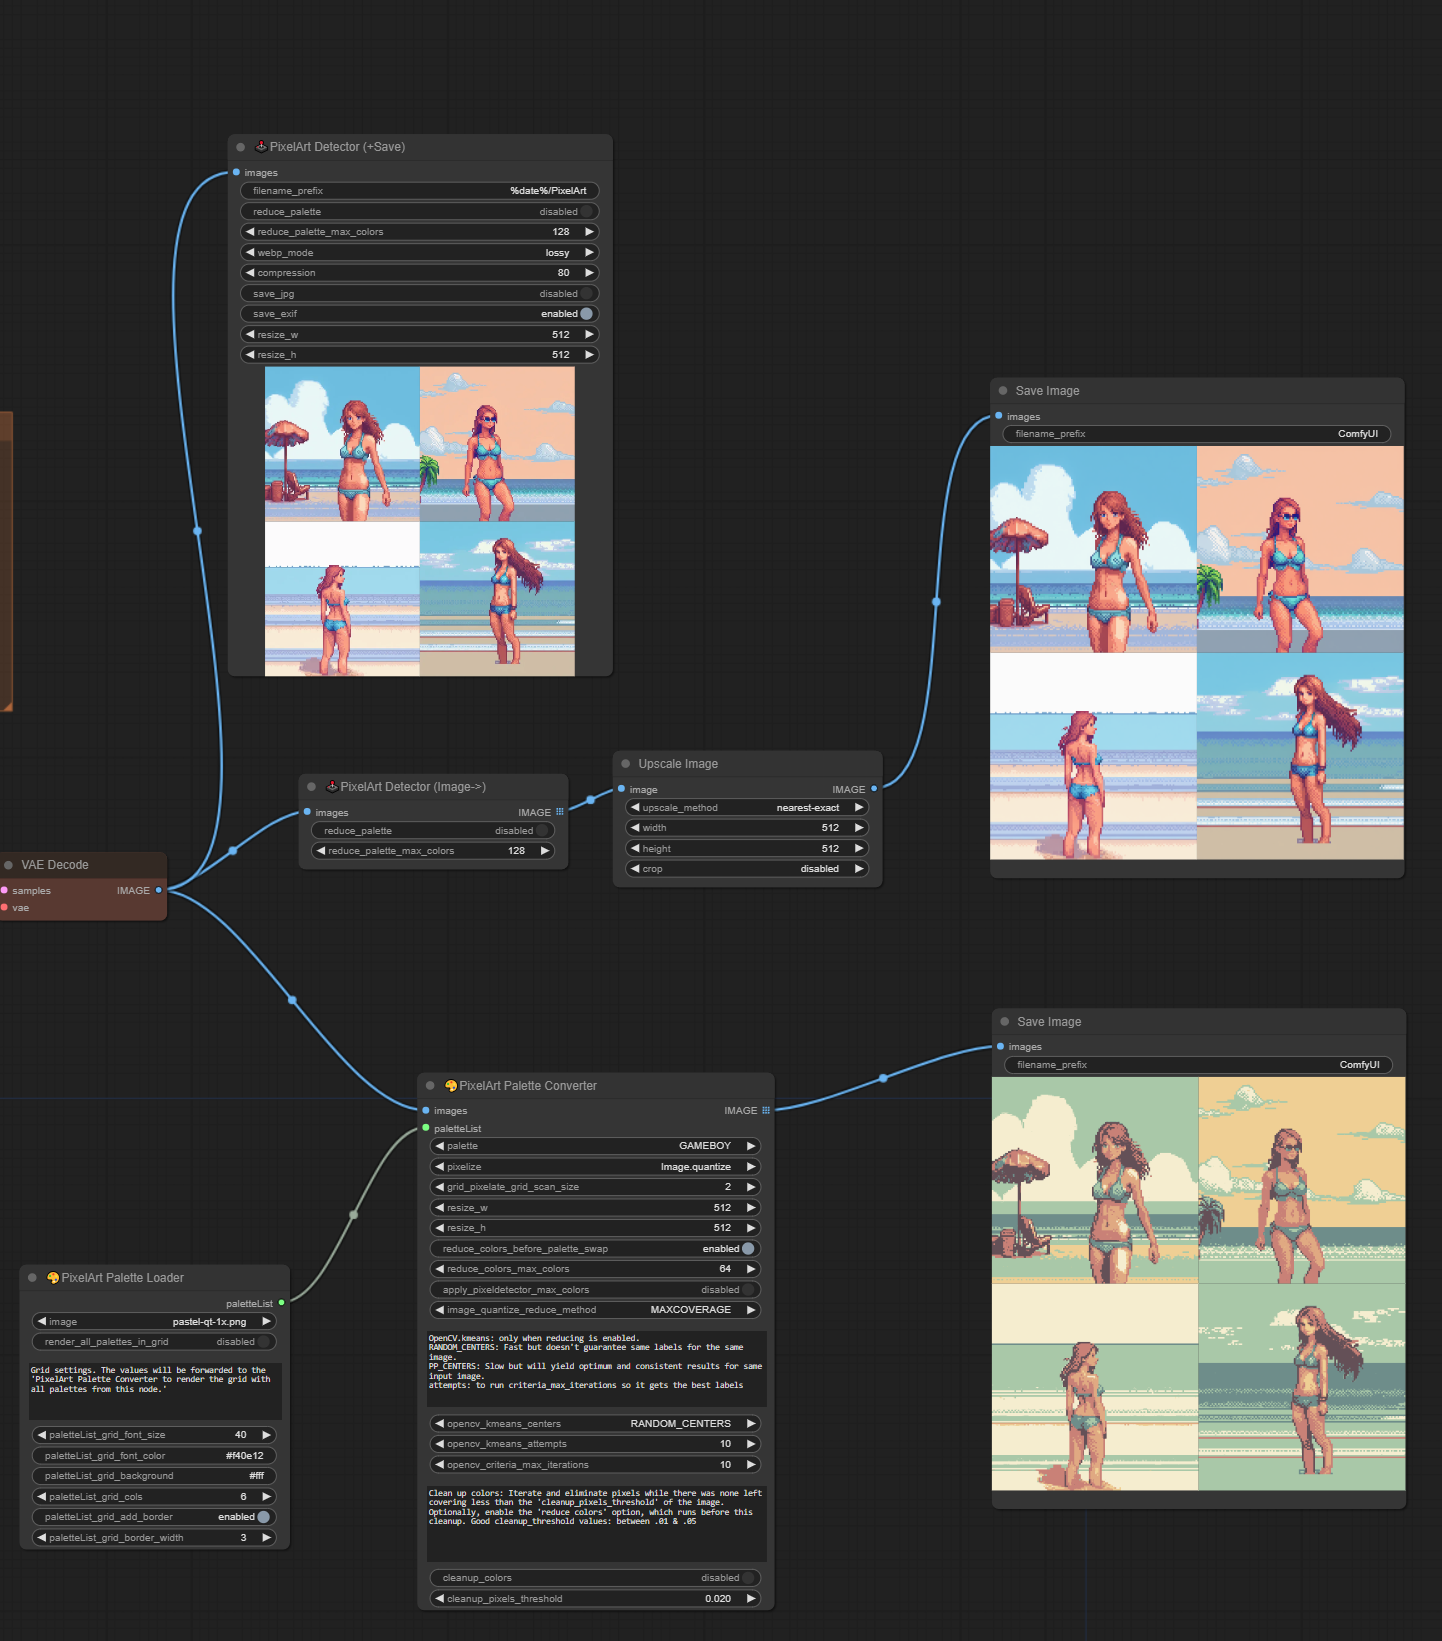 PixelArt Detector (+Save)
images
filename_prefix %date%/PixelArt
reduce_palette disabled
reduce_palette_max_colors 128
webp_mode lossy
compression 80
save_jpg disabled
save_exif enabled
resize_w 512
resize_h 512
Save Image
images
filename_prefix ComfyUI
PixelArt Detector (Image->)
images IMAGE
reduce_palette disabled
reduce_palette_max_colors 128
Upscale Image
image IMAGE
upscale_method nearest-exact
width 512
height 512
crop disabled
VAE Decode
samples IMAGE
vae
Save Image
images
filename_prefix ComfyUI
PixelArt Palette Converter
images IMAGE
paletteList
palette GAMEBOY
pixelize Image.quantize
grid_pixelate_grid_scan_size 2
resize_w 512
resize_h 512
reduce_colors_before_palette_swap enabled
reduce_colors_max_colors 64
apply_pixeldetector_max_colors disabled
image_quantize_reduce_method MAXCOVERAGE
OpenCV.kmeans: only when reducing is enabled.
RANDOM_CENTERS: Fast but doesn't guarantee same labels for the same
image.
PP_CENTERS: Slow but will yield optimum and consistent results for same
input image.
attempts: to run criteria_max_iterations so it gets the best labels
opencv_kmeans_centers RANDOM_CENTERS
opencv_kmeans_attempts 10
opencv_criteria_max_iterations 10
Clean up colors: Iterate and eliminate pixels while there was none left
covering less than the 'cleanup_pixels_threshold' of the image.
Optionally, enable the 'reduce colors' option, which runs before this
cleanup. Good cleanup_threshold values: between .01 & .05
cleanup_colors disabled
cleanup_pixels_threshold 0.020
PixelArt Palette Loader
paletteList
image pastel-qt-1x.png
render_all_palettes_in_grid disabled
Grid settings. The values will be forwarded to the
'PixelArt Palette Converter to render the grid with
all palettes from this node.'
paletteList_grid_font_size 40
paletteList_grid_font_color #f40e12
paletteList_grid_background #fff
paletteList_grid_cols 6
paletteList_grid_add_border enabled
paletteList_grid_border_width 3